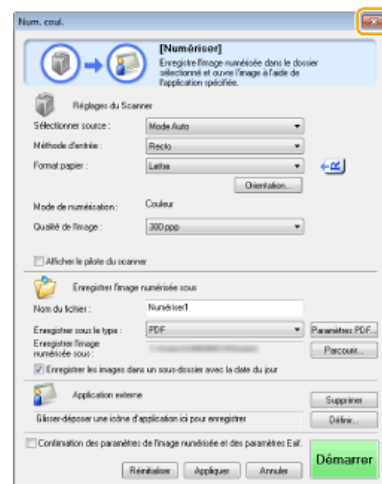 Num. coul.
[Numériser]
Enregistre l'image numérisée dans le dossier
sélectionné et ouvre l'image à l'aide de
l'application spécifiée.
Réglages du Scanner
Sélectionner source : Mode Auto
Méthode d'entrée : Recto
Format papier : Lettre
Orientation...
Mode de numérisation : Couleur
Qualité de l'image : 300 ppp
Afficher le pilote du scanner
Enregistrer l'image numérisée sous
Nom du fichier : Numériser1
Enregistrer sous le type : PDF Paramètres PDF...
Enregistrer l'image
numérisée sous : Parcourir...
Enregistrer les images dans un sous-dossier avec la date du jour
Application externe Supprimer
Glisser-déposer une icône d'application ici pour enregistrer Définir...
Confirmation des paramètres de l'image numérisée et des paramètres Exif.
Réinitialiser Appliquer Annuler Démarrer